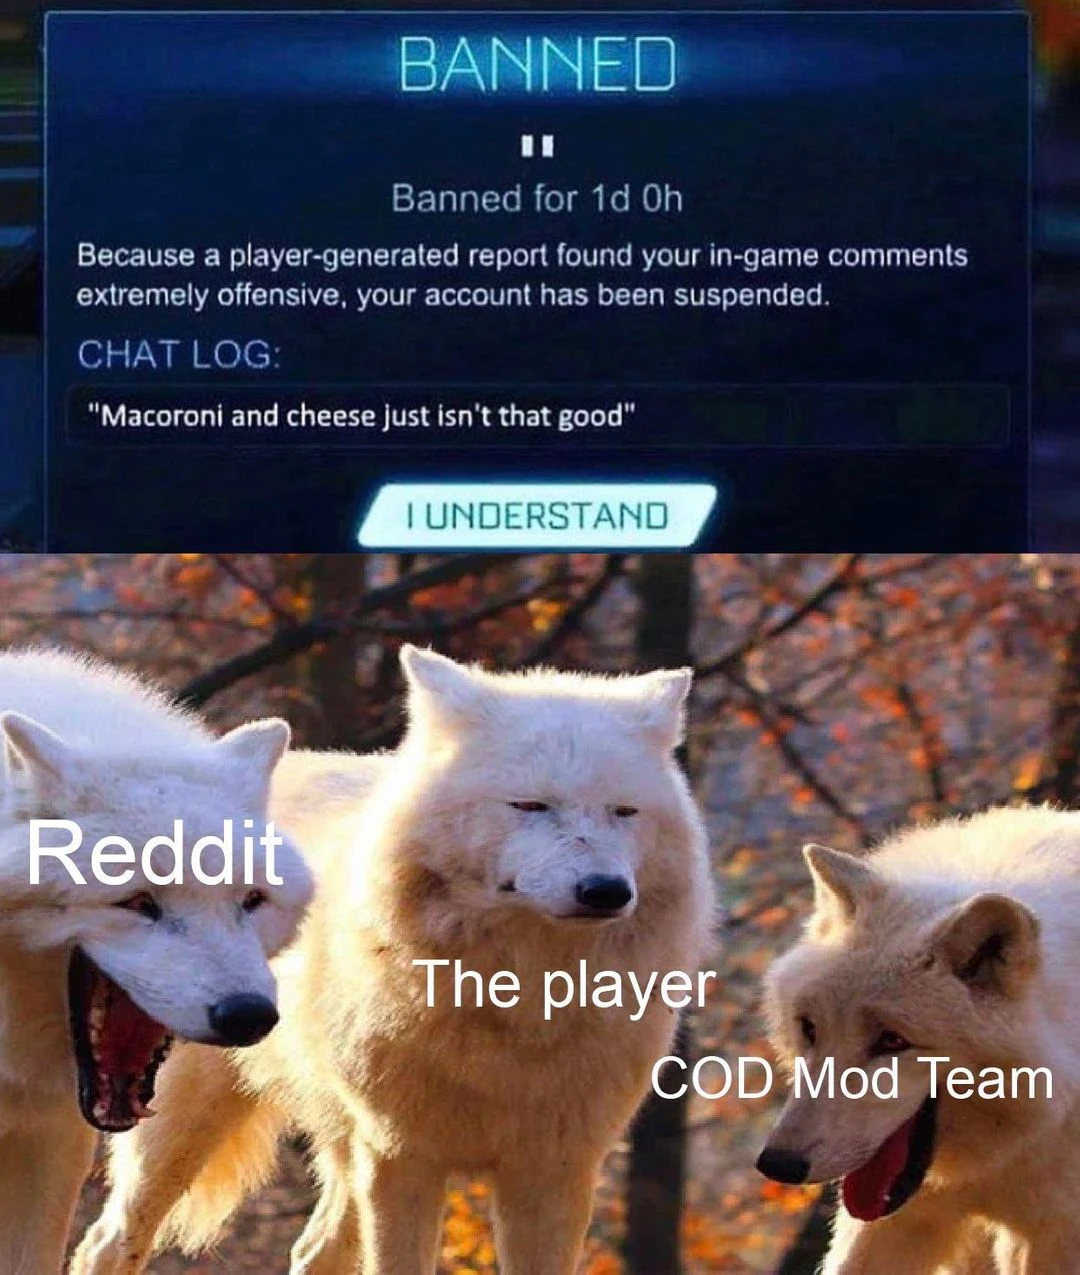 BANNED
Banned for 1d 0h
Because a player-generated report found your in-game comments
extremely offensive, your account has been suspended.
CHAT LOG:
"Macoroni and cheese just isn't that good"
I UNDERSTAND
Reddit
The player
COD Mod Team